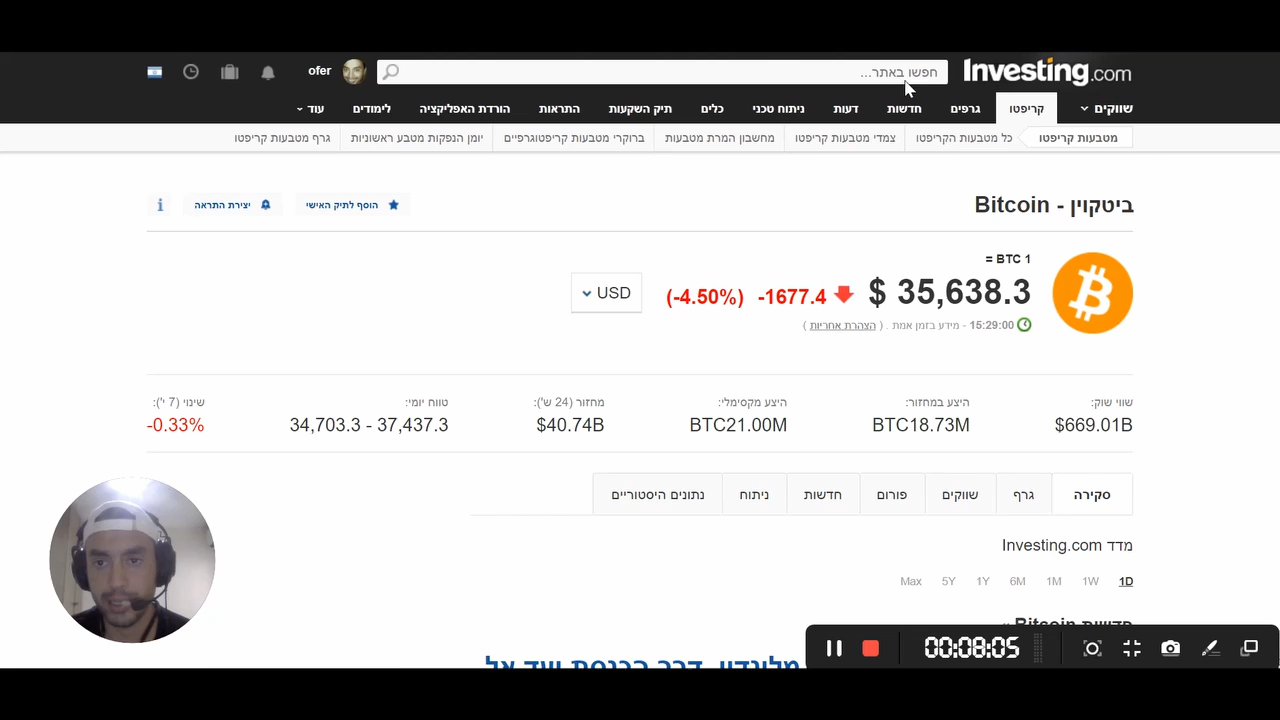 Investing.com
חפשו באתר...
ofer
שווקים
קריפטו
גרפים
חדשות
דעות
ניתוח טכני
כלים
תיק השקעות
התראות
הורדת האפליקציה
לימודים
עוד
מטבעות קריפטו
כל מטבעות הקריפטו
צמדי מטבעות קריפטו
מחשבון המרת מטבעות
ברוקרי מטבעות קריפטוגרפיים
יומן הנפקות מטבע ראשוניות
גרף מטבעות קריפטו
ביטקוין - Bitcoin
הוסף לתיק האישי
יצירת התראה
1 BTC =
$ 35,638.3
-1677.4
(-4.50%)
USD
15:29:00 - מידע בזמן אמת. ( הצהרת אחריות )
שווי שוק:
$669.01B
היצע במחזור:
BTC18.73M
היצע מקסימלי:
BTC21.00M
מחזור (24 ש'):
$40.74B
טווח יומי:
34,703.3 - 37,437.3
שינוי (7 י'):
-0.33%
סקירה
גרף
שווקים
פורום
חדשות
ניתוח
נתונים היסטוריים
מדד Investing.com
1D
1W
1M
6M
1Y
5Y
Max
חדשות Bitcoin
00:08:05